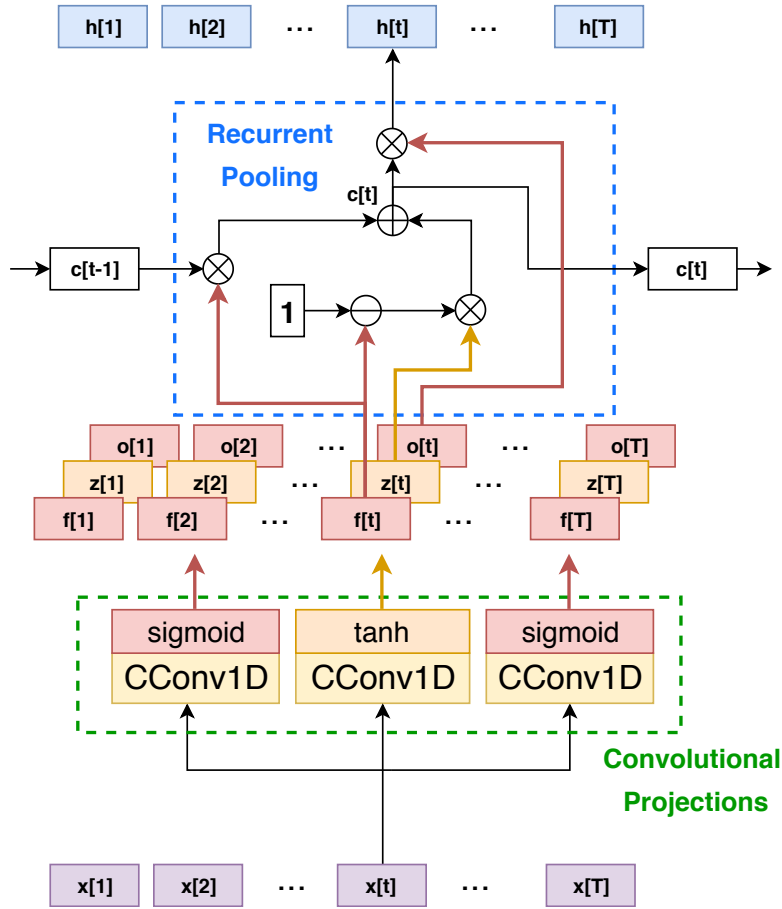 h[1] h[2] ... h[t] ... h[T]
Recurrent
Pooling
c[t]
c[t-1] c[t]
1
o[1] o[2] ... o[t] ... o[T]
z[1] z[2] ... z[t] ... z[T]
f[1] f[2] ... f[t] ... f[T]
sigmoid tanh sigmoid
CConv1D CConv1D CConv1D
Convolutional
Projections
x[1] x[2] ... x[t] ... x[T]